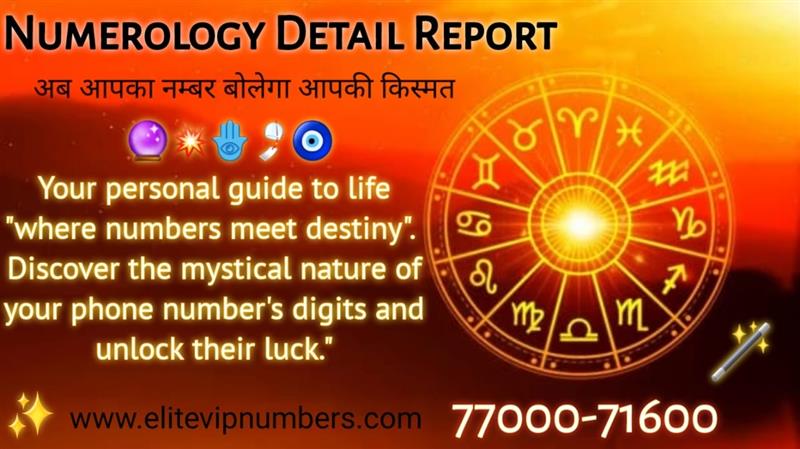 Numerology Detail Report
अब आपका नम्बर बोलेगा आपकी किस्मत
Your personal guide to life
"where numbers meet destiny".
Discover the mystical nature of
your phone number's digits and
unlock their luck."
www.elitevipnumbers.com
77000-71600